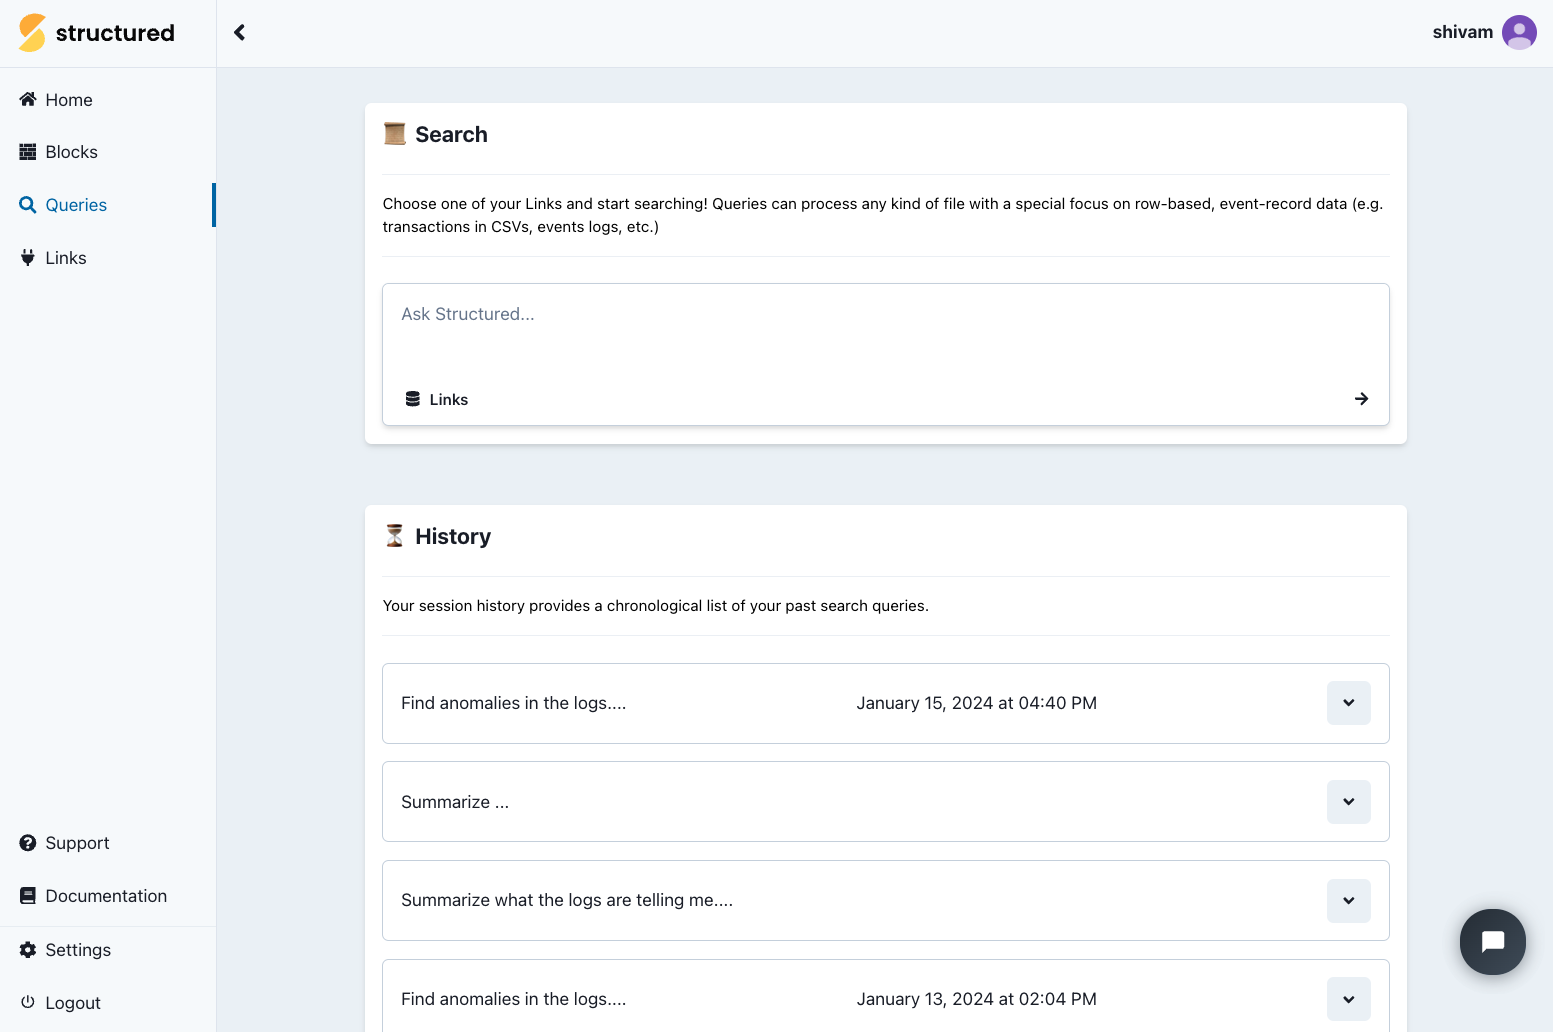 structured
shivam
Home
Blocks
Queries
Links
Search
Choose one of your Links and start searching! Queries can process any kind of file with a special focus on row-based, event-record data (e.g.
transactions in CSVs, events logs, etc.)
Ask Structured...
Links
History
Your session history provides a chronological list of your past search queries.
Find anomalies in the logs.... January 15, 2024 at 04:40 PM
Summarize ...
Summarize what the logs are telling me....
Find anomalies in the logs.... January 13, 2024 at 02:04 PM
Support
Documentation
Settings
Logout